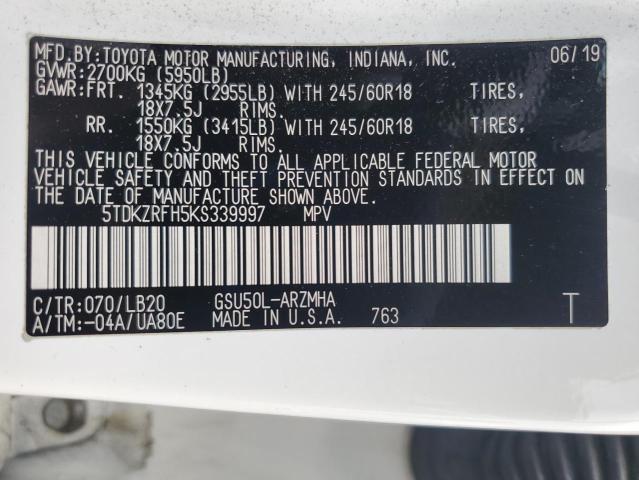 MFD.BY:TOYOTA MOTOR MANUFACTURING, INDIANA, INC. 06/19
GVWR:2700KG (5950LB)
GAWR:FRT. 1345KG (2955LB) WITH 245/60R18 TIRES,
18X7.5J RIMS.
RR. 1550KG (3415LB) WITH 245/60R18 TIRES,
18X7.5J RIMS.
THIS VEHICLE CONFORMS TO ALL APPLICABLE FEDERAL MOTOR
VEHICLE SAFETY AND THEFT PREVENTION STANDARDS IN EFFECT ON
THE DATE OF MANUFACTURE SHOWN ABOVE.
5TDKZRFH5KS339997 MPV
C/TR:070/LB20 GSU50L-ARZMHA
A/TM:-04A/UA80E MADE IN U.S.A. 763 T